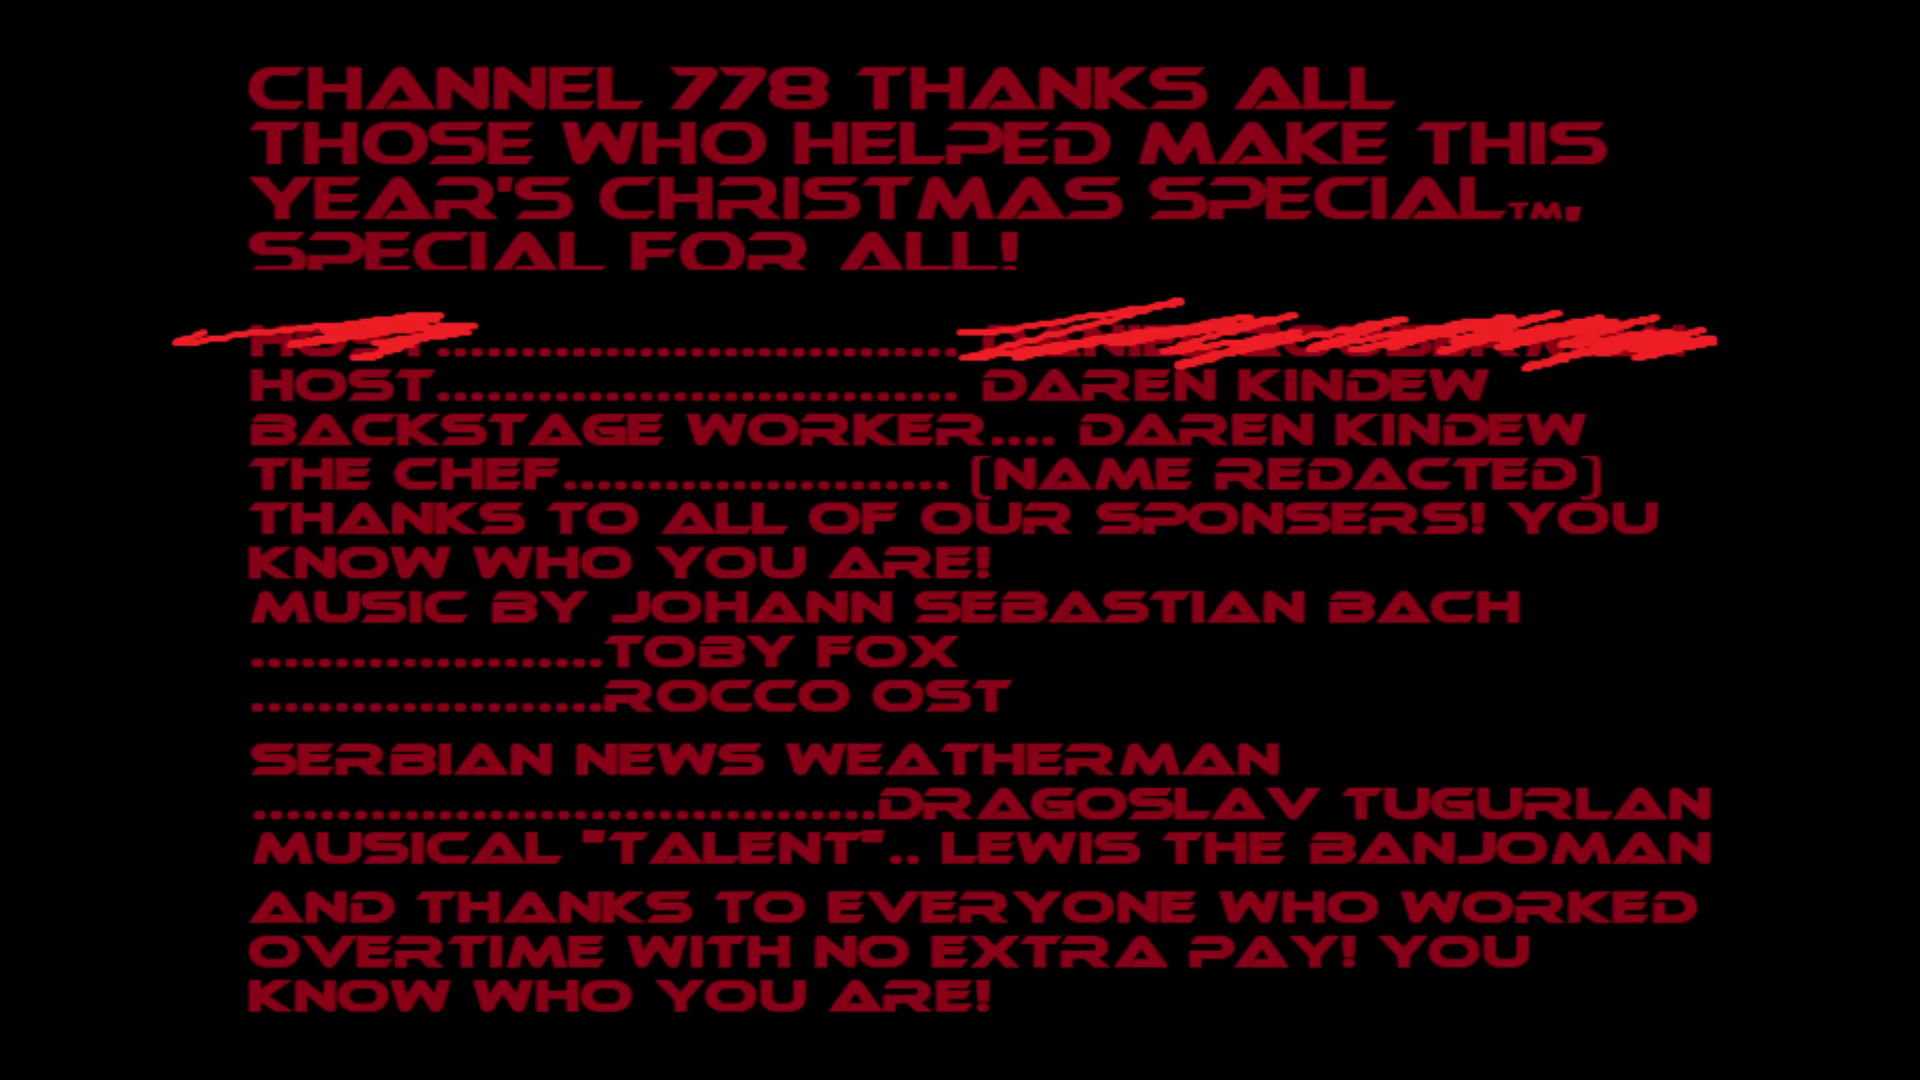 CHANNEL 778 THANKS ALL
THOSE WHO HELPED MAKE THIS
YEAR'S CHRISTMAS SPECIAL™,
SPECIAL FOR ALL!
HOST...............................
HOST............................... DAREN KINDEW
BACKSTAGE WORKER.... DAREN KINDEW
THE CHEF....................... (NAME REDACTED)
THANKS TO ALL OF OUR SPONSERS! YOU
KNOW WHO YOU ARE!
MUSIC BY JOHANN SEBASTIAN BACH
.....................TOBY FOX
.....................ROCCO OST
SERBIAN NEWS WEATHERMAN
.....................................DRAGOSLAV TUGURLAN
MUSICAL "TALENT".. LEWIS THE BANJOMAN
AND THANKS TO EVERYONE WHO WORKED
OVERTIME WITH NO EXTRA PAY! YOU
KNOW WHO YOU ARE!